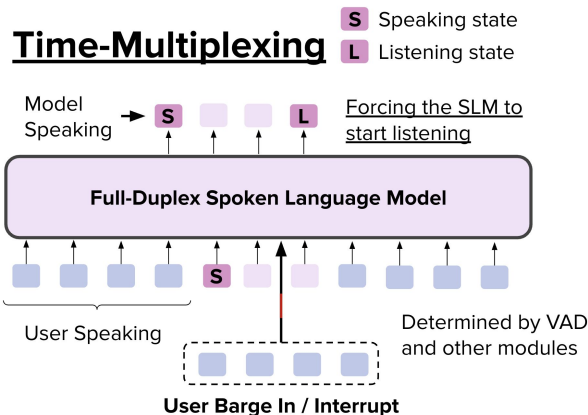 Time-Multiplexing
S Speaking state
L Listening state
Model
Speaking
S
L
Forcing the SLM to
start listening
Full-Duplex Spoken Language Model
S
User Speaking
Determined by VAD
and other modules
User Barge In / Interrupt